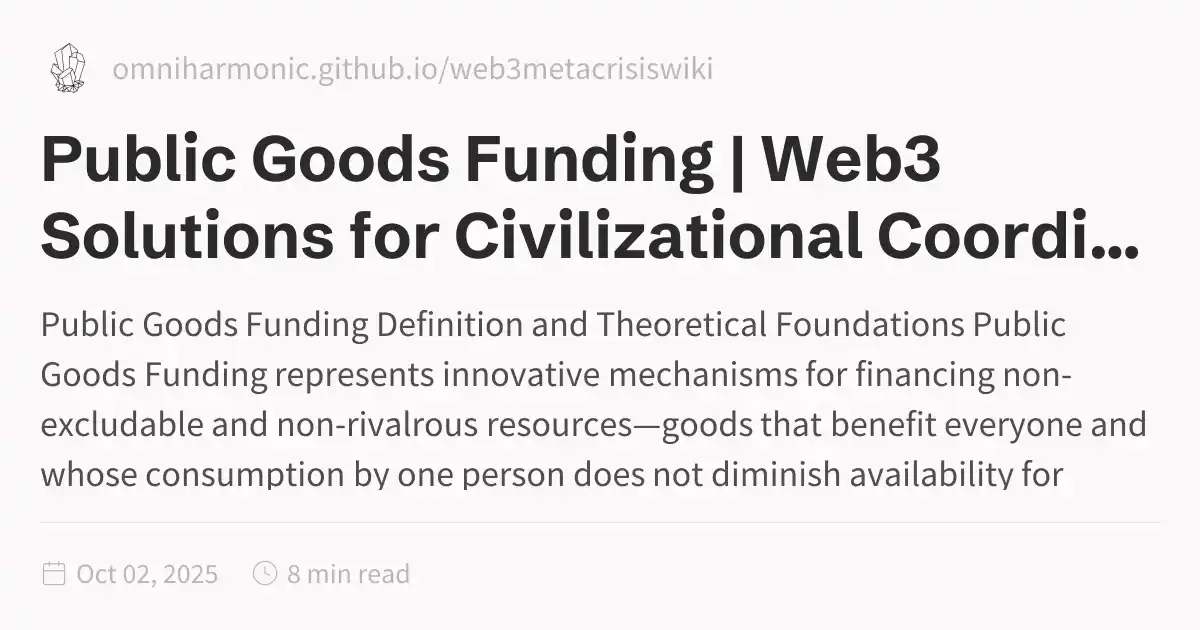 omniharmonic.github.io/web3metacrisiswiki
Public Goods Funding | Web3
Solutions for Civilizational Coordi...
Public Goods Funding Definition and Theoretical Foundations Public
Goods Funding represents innovative mechanisms for financing non-
excludable and non-rivalrous resources—goods that benefit everyone and
whose consumption by one person does not diminish availability for
Oct 02, 2025 8 min read